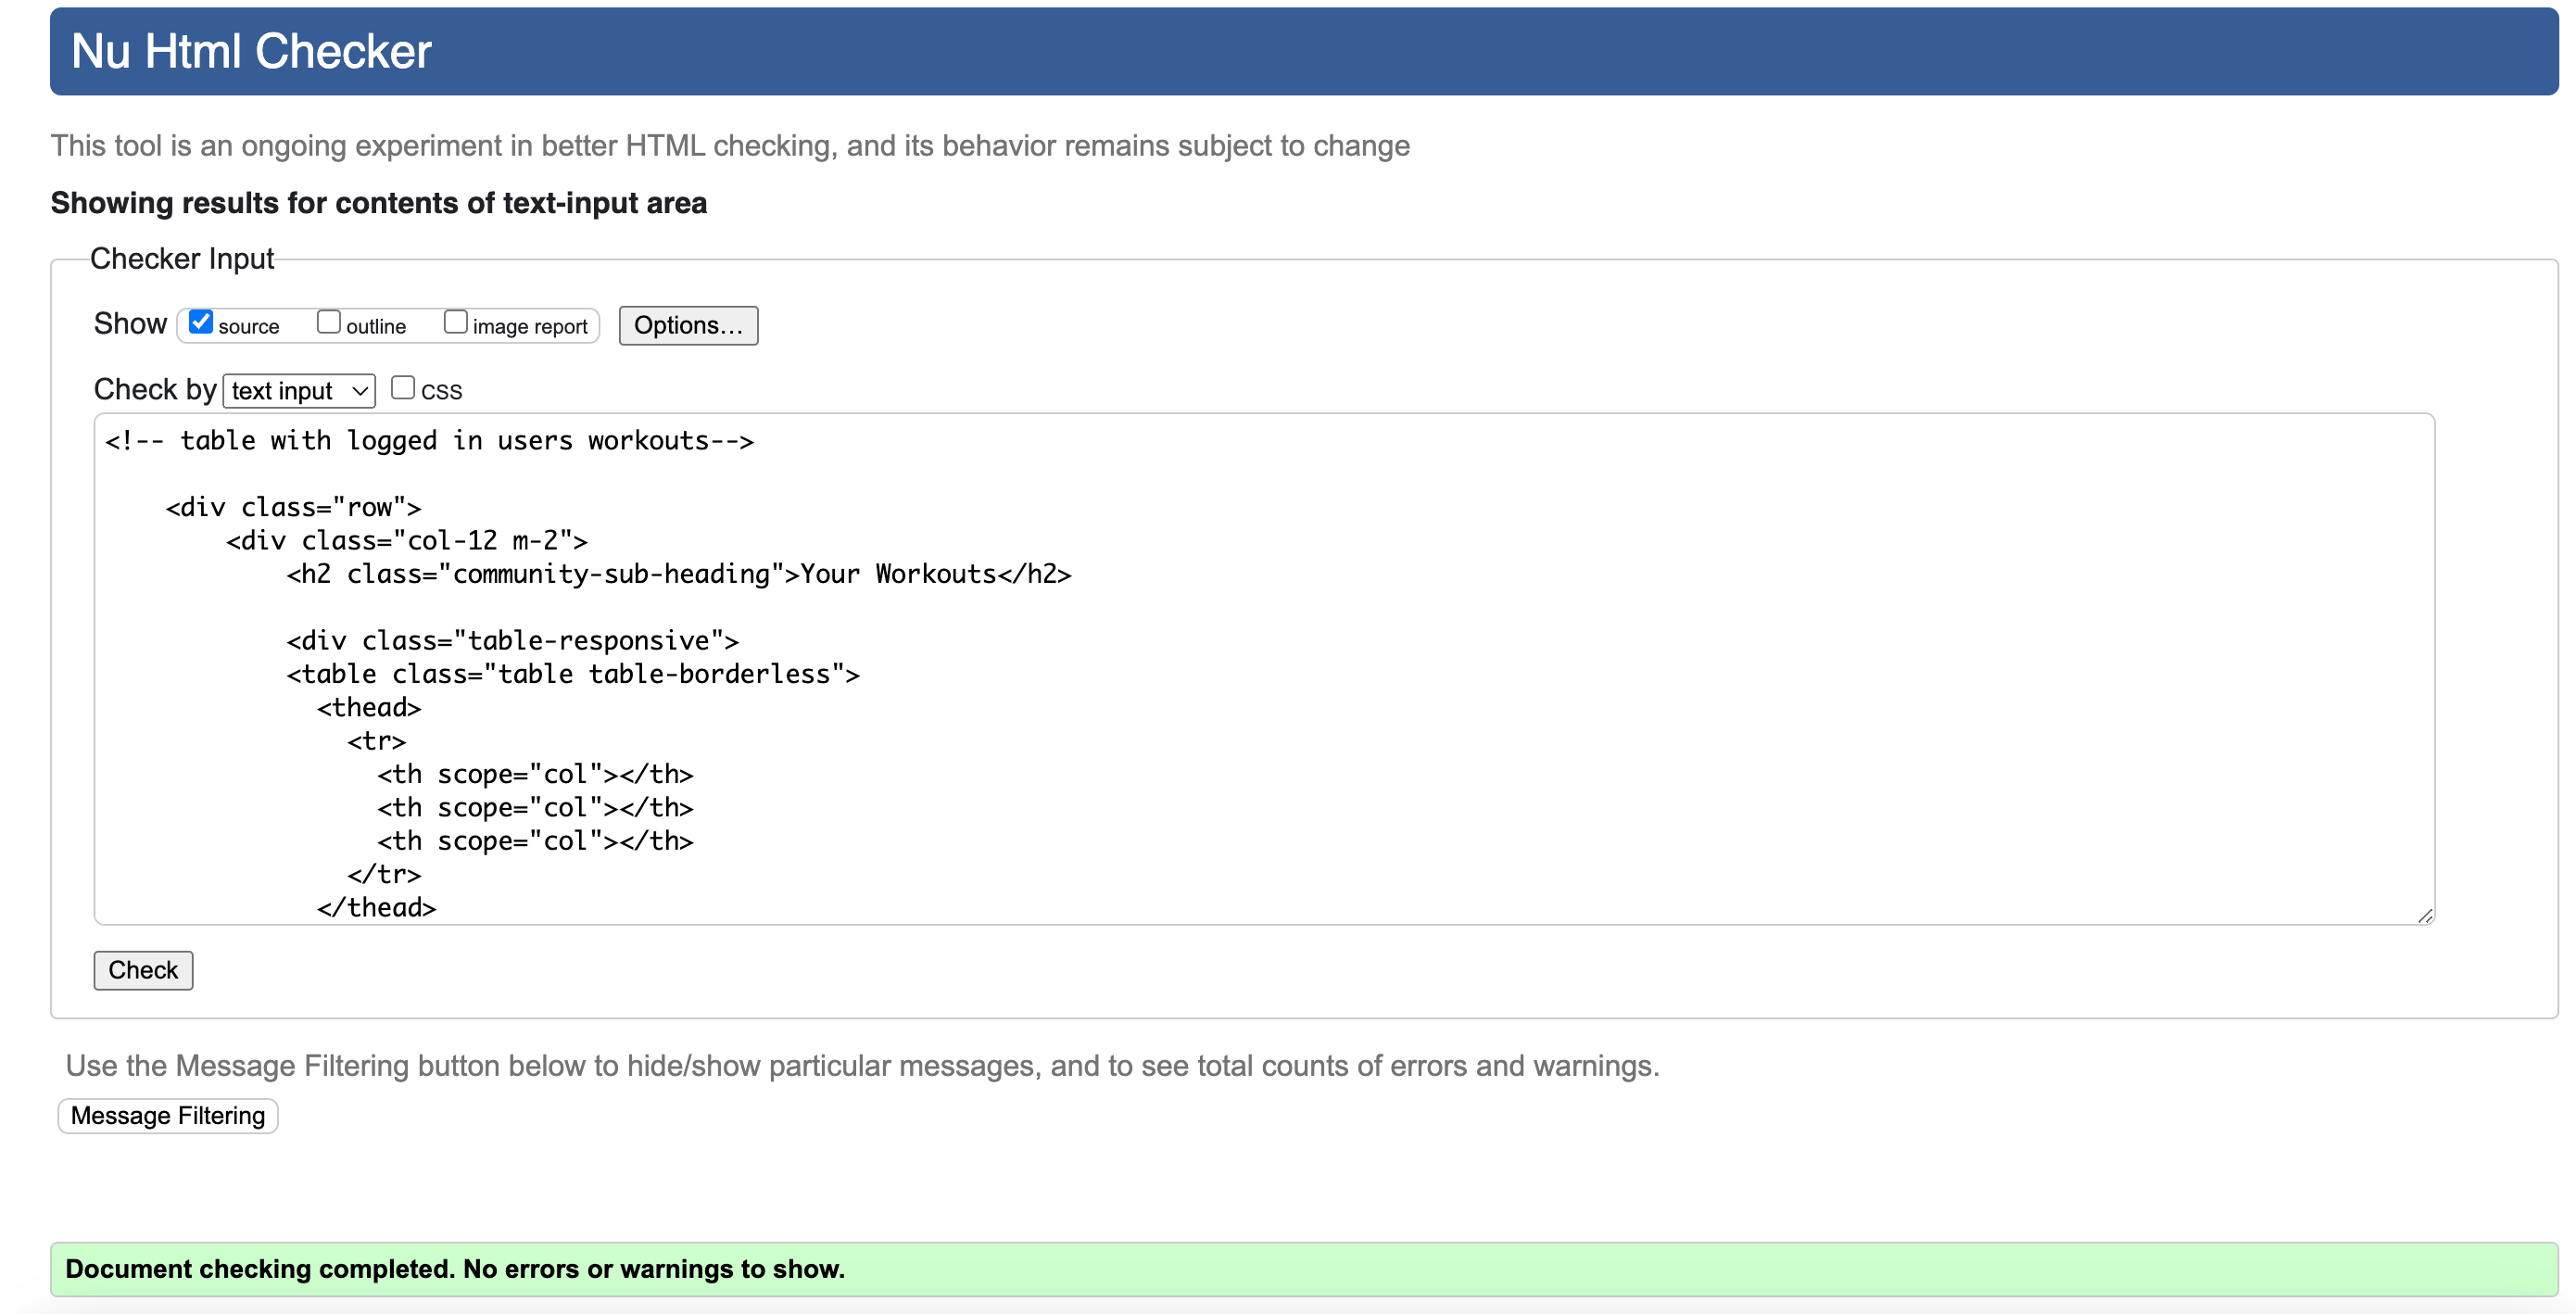 Nu Html Checker
This tool is an ongoing experiment in better HTML checking, and its behavior remains subject to change
Showing results for contents of text-input area
Checker Input
Show source outline image report Options...
Check by text input CSS
<!-- table with logged in users workouts-->
<div class="row">
<div class="col-12 m-2">
<h2 class="community-sub-heading">Your Workouts</h2>
<div class="table-responsive">
<table class="table table-borderless">
<thead>
<tr>
<th scope="col"></th>
<th scope="col"></th>
<th scope="col"></th>
</tr>
</thead>
Check
Use the Message Filtering button below to hide/show particular messages, and to see total counts of errors and warnings.
Message Filtering
Document checking completed. No errors or warnings to show.